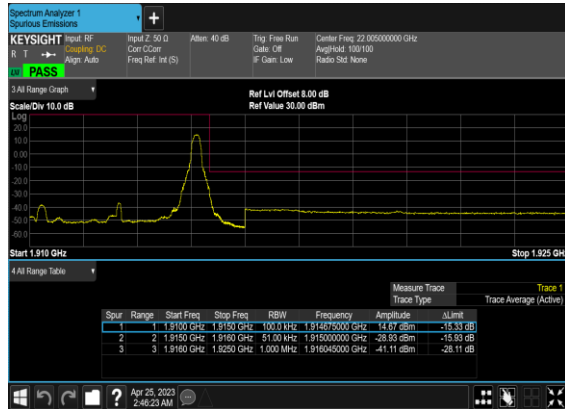 Spectrum Analyzer 1
Spurious Emissions
+
KEYSIGHT Input: RF Input Z: 50 Ω Atten: 40 dB Trig: Free Run Center Freq: 22.005000000 GHz
R T Coupling: DC Corr CCorr Gate: Off Avg|Hold: 100/100
Align: Auto Freq Ref: Int (S) IF Gain: Low Radio Std: None
LM PASS
3 All Range Graph
Ref Lvl Offset 8.00 dB
Scale/Div 10.0 dB Ref Value 30.00 dBm
Log
20.0
10.0
0.00
-10.0
-20.0
-30.0
-40.0
-50.0
-60.0
Start 1.910 GHz Stop 1.925 GH
4 All Range Table
Measure Trace Trace 1
Trace Type Trace Average (Active)
Spur Range Start Freq Stop Freq RBW Frequency Amplitude ΔLimit
1 1 1.9100 GHz 1.9150 GHz 100.0 kHz 1.914675000 GHz 14.67 dBm -15.33 dB
2 2 1.9150 GHz 1.9160 GHz 51.00 kHz 1.915000000 GHz -28.93 dBm -15.93 dB
3 3 1.9160 GHz 1.9250 GHz 1.000 MHz 1.916045000 GHz -41.11 dBm -28.11 dB
? Apr 25, 2023
2:46:23 AM